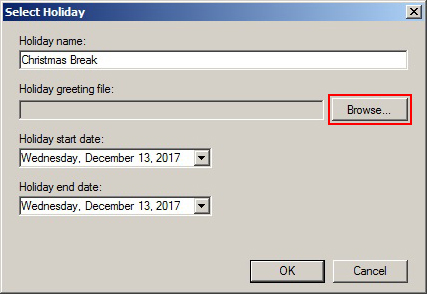 Select Holiday
Holiday name:
Christmas Break
Holiday greeting file:
Browse...
Holiday start date:
Wednesday, December 13, 2017
Holiday end date:
Wednesday, December 13, 2017
OK Cancel